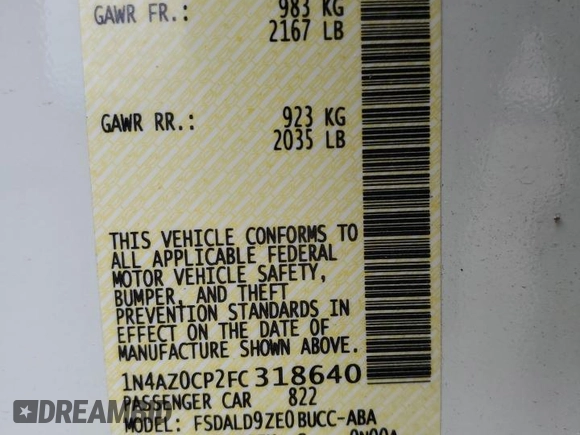 GAWR FR.: 983 KG
2167 LB
GAWR RR.: 923 KG
2035 LB
THIS VEHICLE CONFORMS TO
ALL APPLICABLE FEDERAL
MOTOR VEHICLE SAFETY,
BUMPER, AND THEFT
PREVENTION STANDARDS IN
EFFECT ON THE DATE OF
MANUFACTURE SHOWN ABOVE.
1N4AZ0CP2FC318640
PASSENGER CAR 822
MODEL: FSDALD9ZE0BUCC-ABA
DREAMBID